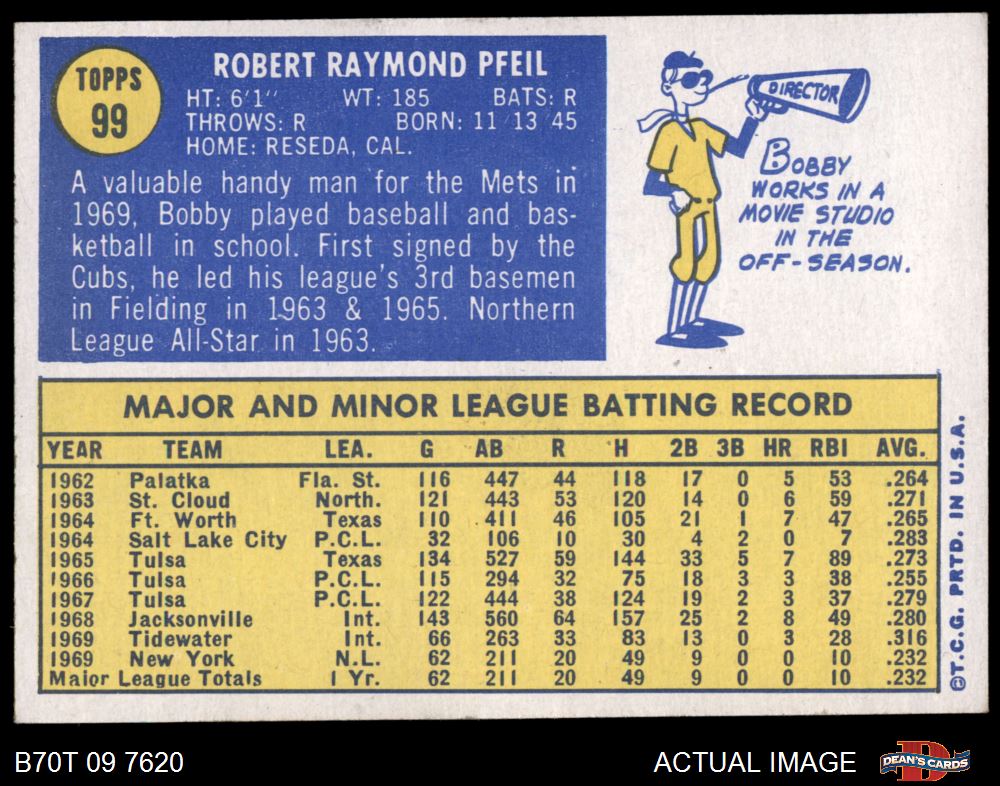 TOPPS
99
ROBERT RAYMOND PFEIL
HT: 6'1" WT: 185 BATS: R
THROWS: R BORN: 11 13 45
HOME: RESEDA, CAL.
A valuable handy man for the Mets in
1969, Bobby played baseball and bas-
ketball in school. First signed by the
Cubs, he led his league's 3rd basemen
in Fielding in 1963 & 1965. Northern
League All-Star in 1963.
DIRECTOR
BOBBY
WORKS IN A
MOVIE STUDIO
IN THE
OFF-SEASON.
MAJOR AND MINOR LEAGUE BATTING RECORD
YEAR TEAM LEA. G AB R H 2B 3B HR RBI AVG.
1962 Palatka Fla. St. 116 447 44 118 17 0 5 53 .264
1963 St. Cloud North. 121 443 53 120 14 0 6 59 .271
1964 Ft. Worth Texas 110 411 46 105 21 1 7 47 .265
1964 Salt Lake City P.C.L. 32 106 10 30 4 2 0 7 .283
1965 Tulsa Texas 134 527 59 144 33 5 7 89 .273
1966 Tulsa P.C.L. 115 294 32 75 18 3 3 38 .255
1967 Tulsa P.C.L. 122 444 38 124 19 2 3 37 .279
1968 Jacksonville Int. 143 560 64 157 25 2 8 49 .280
1969 Tidewater Int. 66 263 33 83 13 0 3 28 .316
1969 New York N.L. 62 211 20 49 9 0 0 10 .232
Major League Totals 1 Yr. 62 211 20 49 9 0 0 10 .232
©T.C.G. PRTD. IN U.S.A.
B70T 09 7620
ACTUAL IMAGE
DEAN'S CARDS